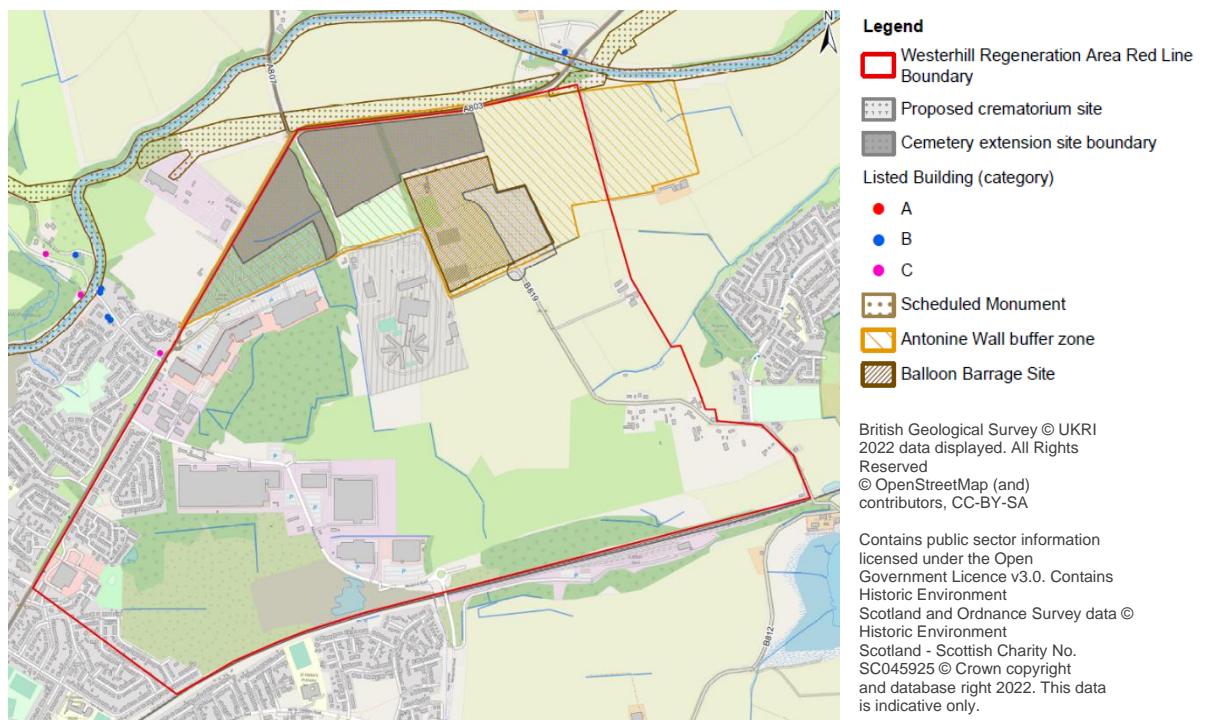 N
A807
A803
B819
B812
Legend
Westerhill Regeneration Area Red Line
Boundary
Proposed crematorium site
Cemetery extension site boundary
Listed Building (category)
A
B
C
Scheduled Monument
Antonine Wall buffer zone
Balloon Barrage Site
British Geological Survey © UKRI
2022 data displayed. All Rights
Reserved
© OpenStreetMap (and)
contributors, CC-BY-SA
Contains public sector information
licensed under the Open
Government Licence v3.0. Contains
Historic Environment
Scotland and Ordnance Survey data ©
Historic Environment
Scotland - Scottish Charity No.
SC045925 © Crown copyright
and database right 2022. This data
is indicative only.